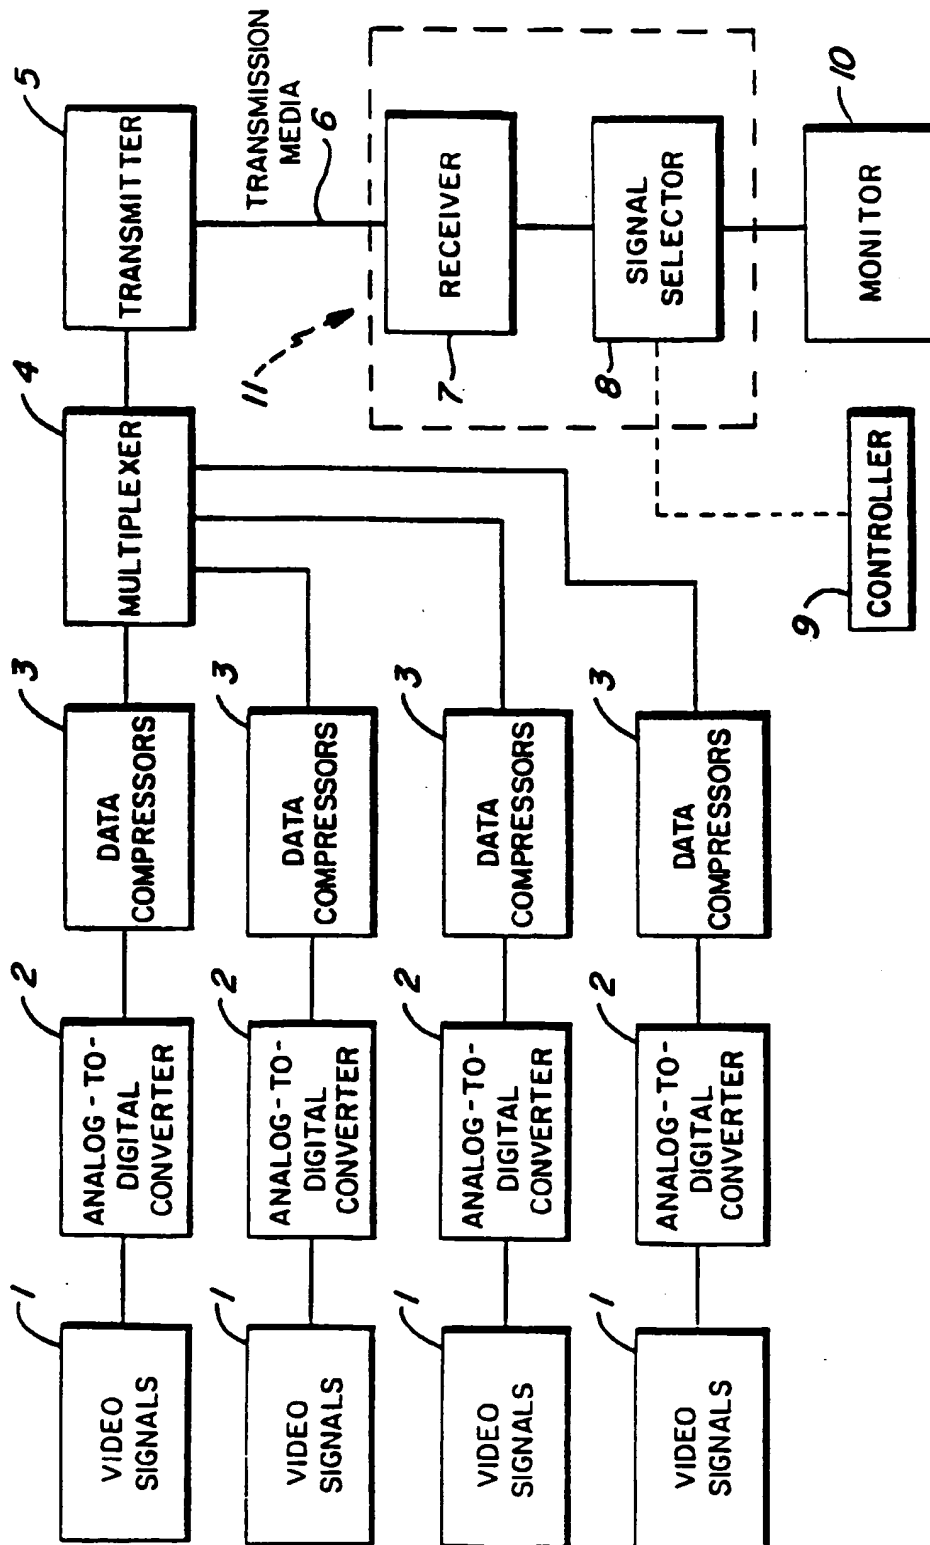 1
VIDEO
SIGNALS
2
ANALOG-TO-
DIGITAL
CONVERTER
3
DATA
COMPRESSORS
4
MULTIPLEXER
5
TRANSMITTER
1
VIDEO
SIGNALS
2
ANALOG-TO-
DIGITAL
CONVERTER
3
DATA
COMPRESSORS
TRANSMISSION
MEDIA
6
1
VIDEO
SIGNALS
2
ANALOG-TO-
DIGITAL
CONVERTER
3
DATA
COMPRESSORS
11
7
RECEIVER
1
VIDEO
SIGNALS
2
ANALOG-TO-
DIGITAL
CONVERTER
3
DATA
COMPRESSORS
8
SIGNAL
SELECTOR
9
CONTROLLER
10
MONITOR